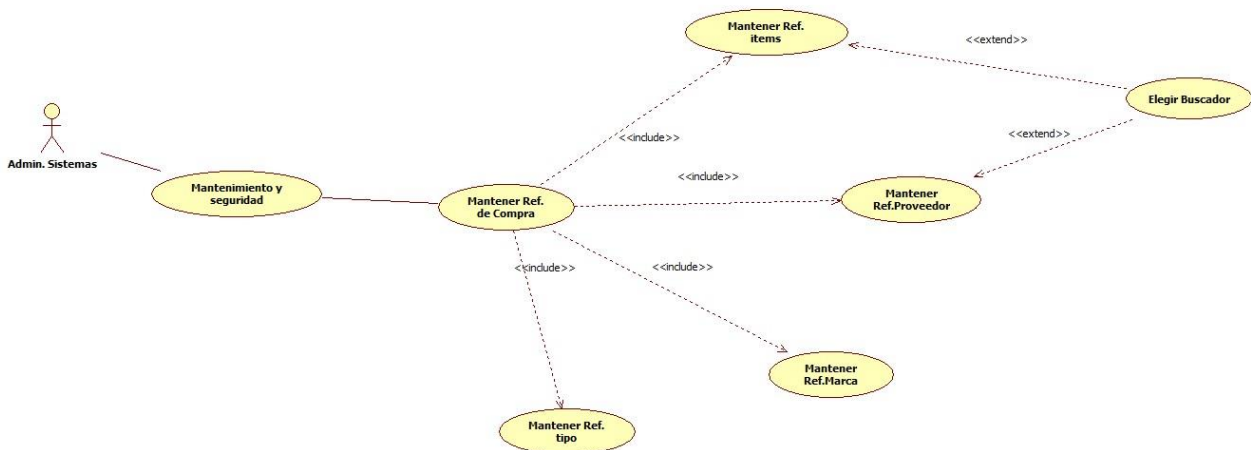 Mantener Ref.
items
<<extend>>
Elegir Buscador
<<include>>
<<extend>>
Admin. Sistemas
Mantenimiento y
seguridad
<<include>>
Mantener Ref.
de Compra
Mantener
Ref.Proveedor
<<include>>
<<include>>
Mantener
Ref.Marca
Mantener Ref.
tipo